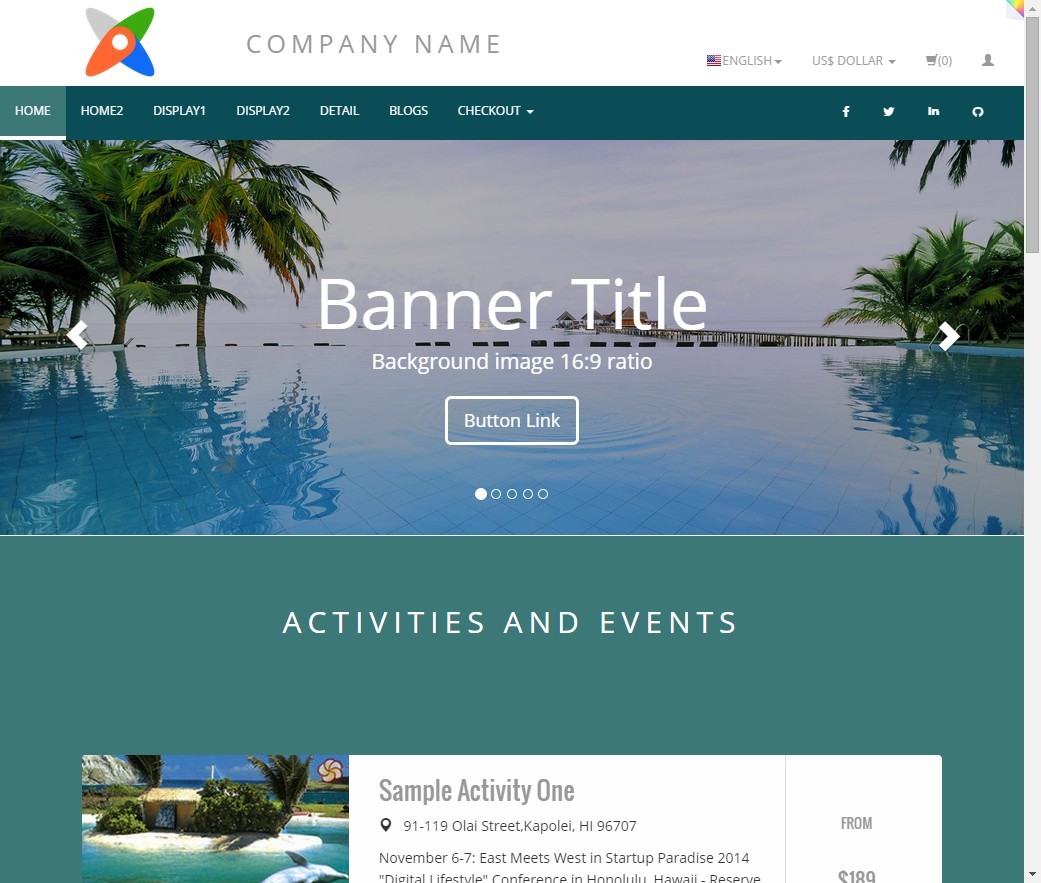 COMPANY NAME
ENGLISH
US$ DOLLAR
(0)
HOME
HOME2
DISPLAY1
DISPLAY2
DETAIL
BLOGS
CHECKOUT
Banner Title
Background image 16:9 ratio
Button Link
ACTIVITIES AND EVENTS
Sample Activity One
91-119 Olai Street,Kapolei, HI 96707
November 6-7: East Meets West in Startup Paradise 2014
"Digital Lifestyle" Conference in Honolulu, Hawaii - Reserve
FROM
$189